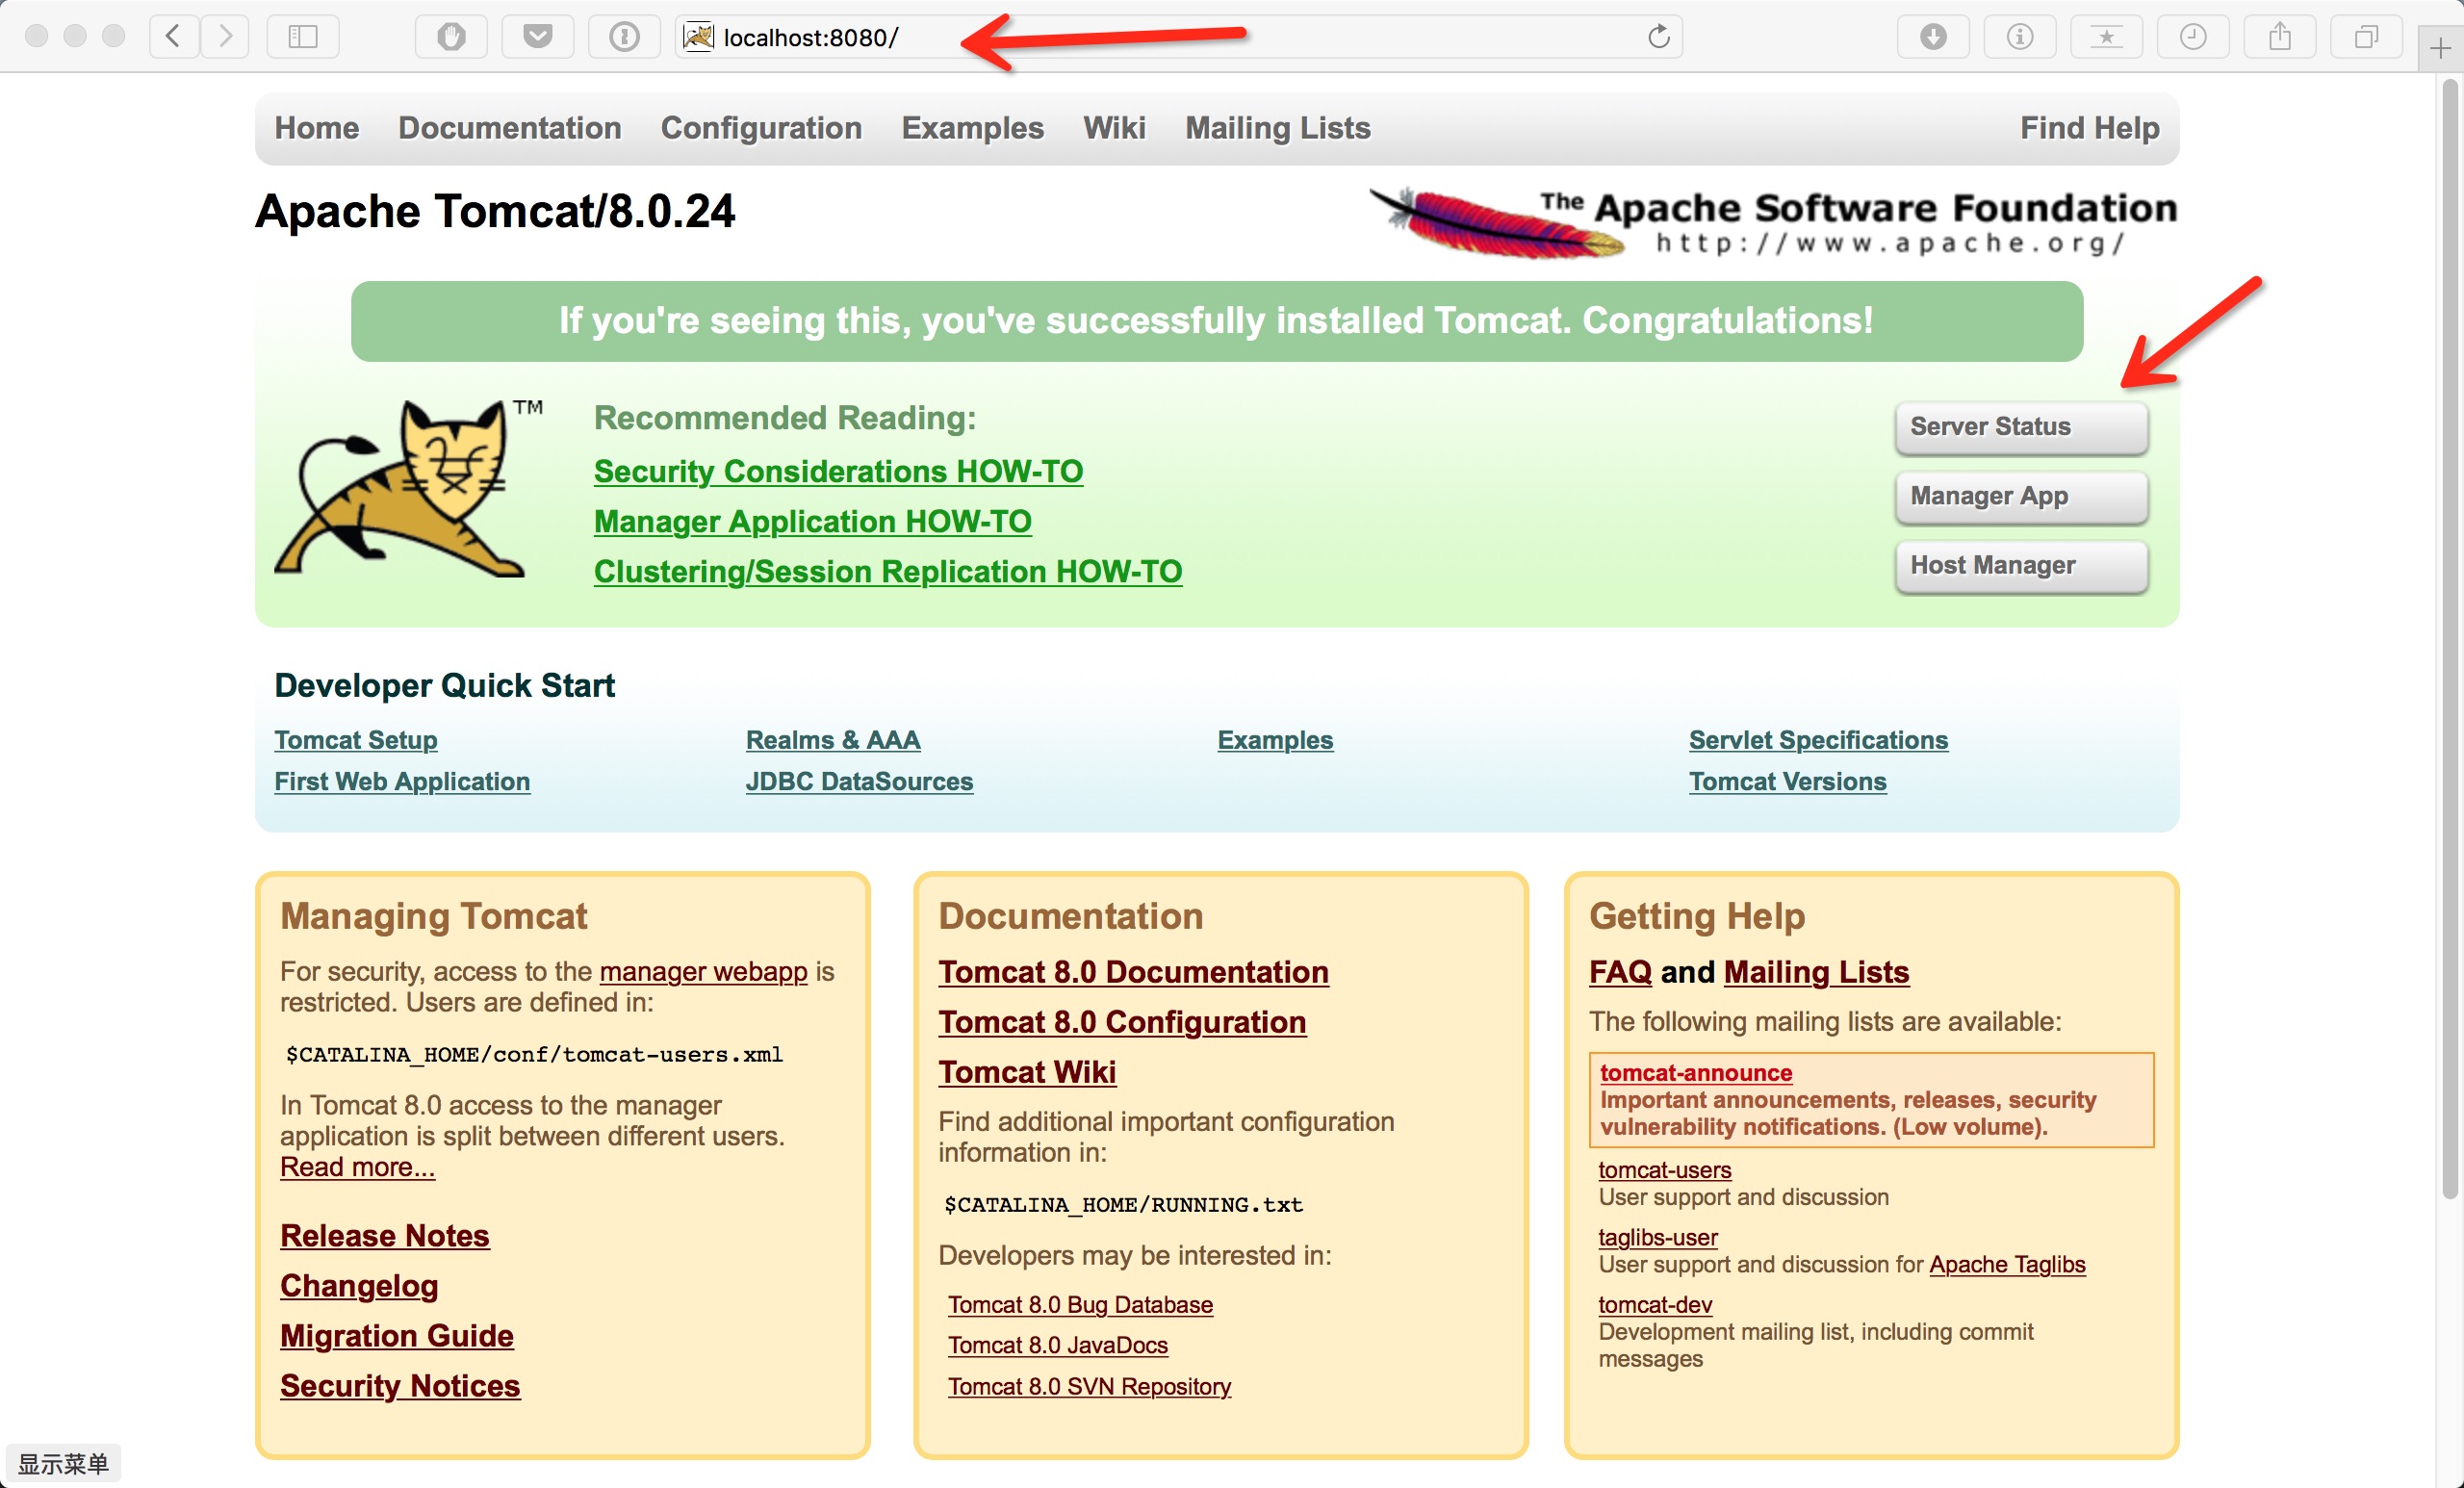 localhost:8080/
Home Documentation Configuration Examples Wiki Mailing Lists Find Help
Apache Tomcat/8.0.24
The Apache Software Foundation
http://www.apache.org/
If you're seeing this, you've successfully installed Tomcat. Congratulations!
TM
Recommended Reading:
Security Considerations HOW-TO
Manager Application HOW-TO
Clustering/Session Replication HOW-TO
Server Status
Manager App
Host Manager
Developer Quick Start
Tomcat Setup
First Web Application
Realms & AAA
JDBC DataSources
Examples
Servlet Specifications
Tomcat Versions
Managing Tomcat
For security, access to the manager webapp is
restricted. Users are defined in:
$CATALINA_HOME/conf/tomcat-users.xml
In Tomcat 8.0 access to the manager
application is split between different users.
Read more...
Release Notes
Changelog
Migration Guide
Security Notices
Documentation
Tomcat 8.0 Documentation
Tomcat 8.0 Configuration
Tomcat Wiki
Find additional important configuration
information in:
$CATALINA_HOME/RUNNING.txt
Developers may be interested in:
Tomcat 8.0 Bug Database
Tomcat 8.0 JavaDocs
Tomcat 8.0 SVN Repository
Getting Help
FAQ and Mailing Lists
The following mailing lists are available:
tomcat-announce
Important announcements, releases, security
vulnerability notifications. (Low volume).
tomcat-users
User support and discussion
taglibs-user
User support and discussion for Apache Taglibs
tomcat-dev
Development mailing list, including commit
messages
显示菜单